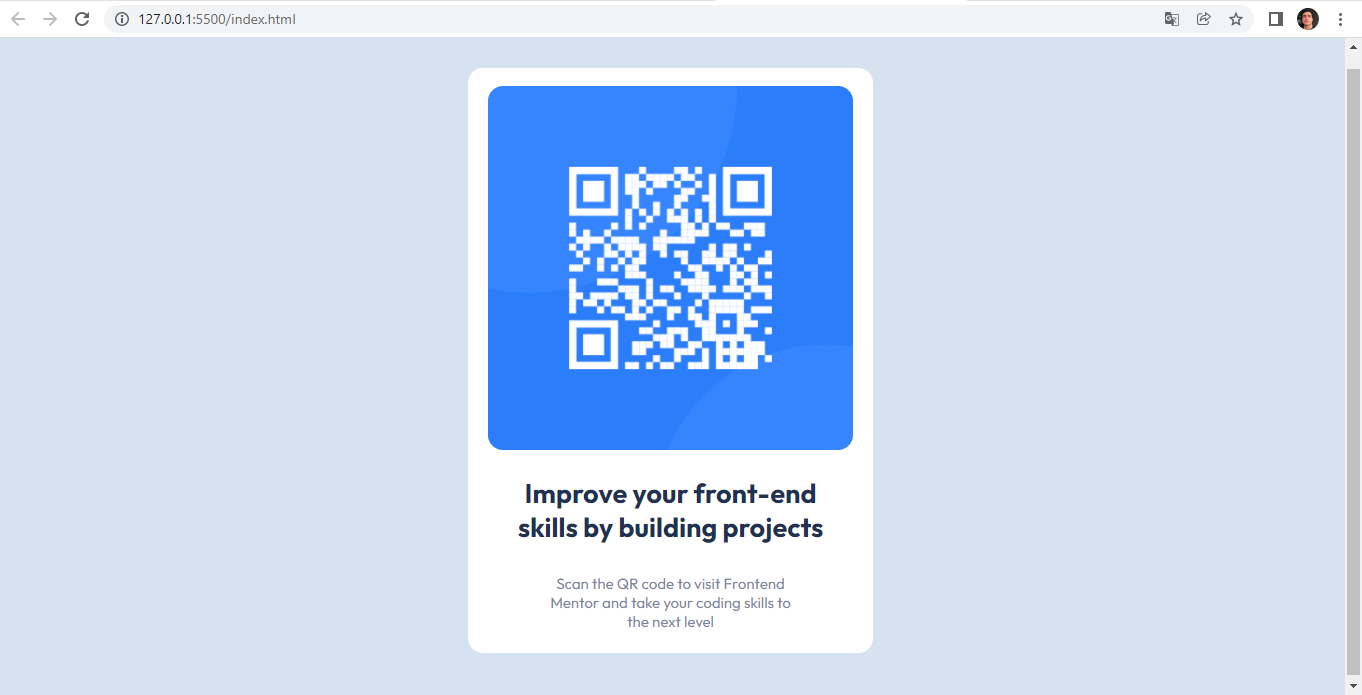 127.0.0.1:5500/index.html
Improve your front-end
skills by building projects
Scan the QR code to visit Frontend
Mentor and take your coding skills to
the next level